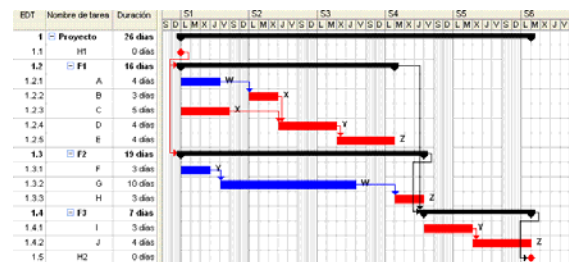 EDT Nombre de tarea Duración S1 S2 S3 S4 S5 S6
S D L M X J V S D L M X J V S D L M X J V S D L M X J V S D L M X J V S D L M X J V
1 Proyecto 26 días
1.1 H1 0 días
1.2 F1 16 días
1.2.1 A 4 días W
1.2.2 B 3 días X
1.2.3 C 5 días X
1.2.4 D 4 días Y
1.2.5 E 4 días Z
1.3 F2 19 días
1.3.1 F 3 días Y
1.3.2 G 10 días W
1.3.3 H 3 días Z
1.4 F3 7 días
1.4.1 I 3 días Y
1.4.2 J 4 días Z
1.5 H2 0 días